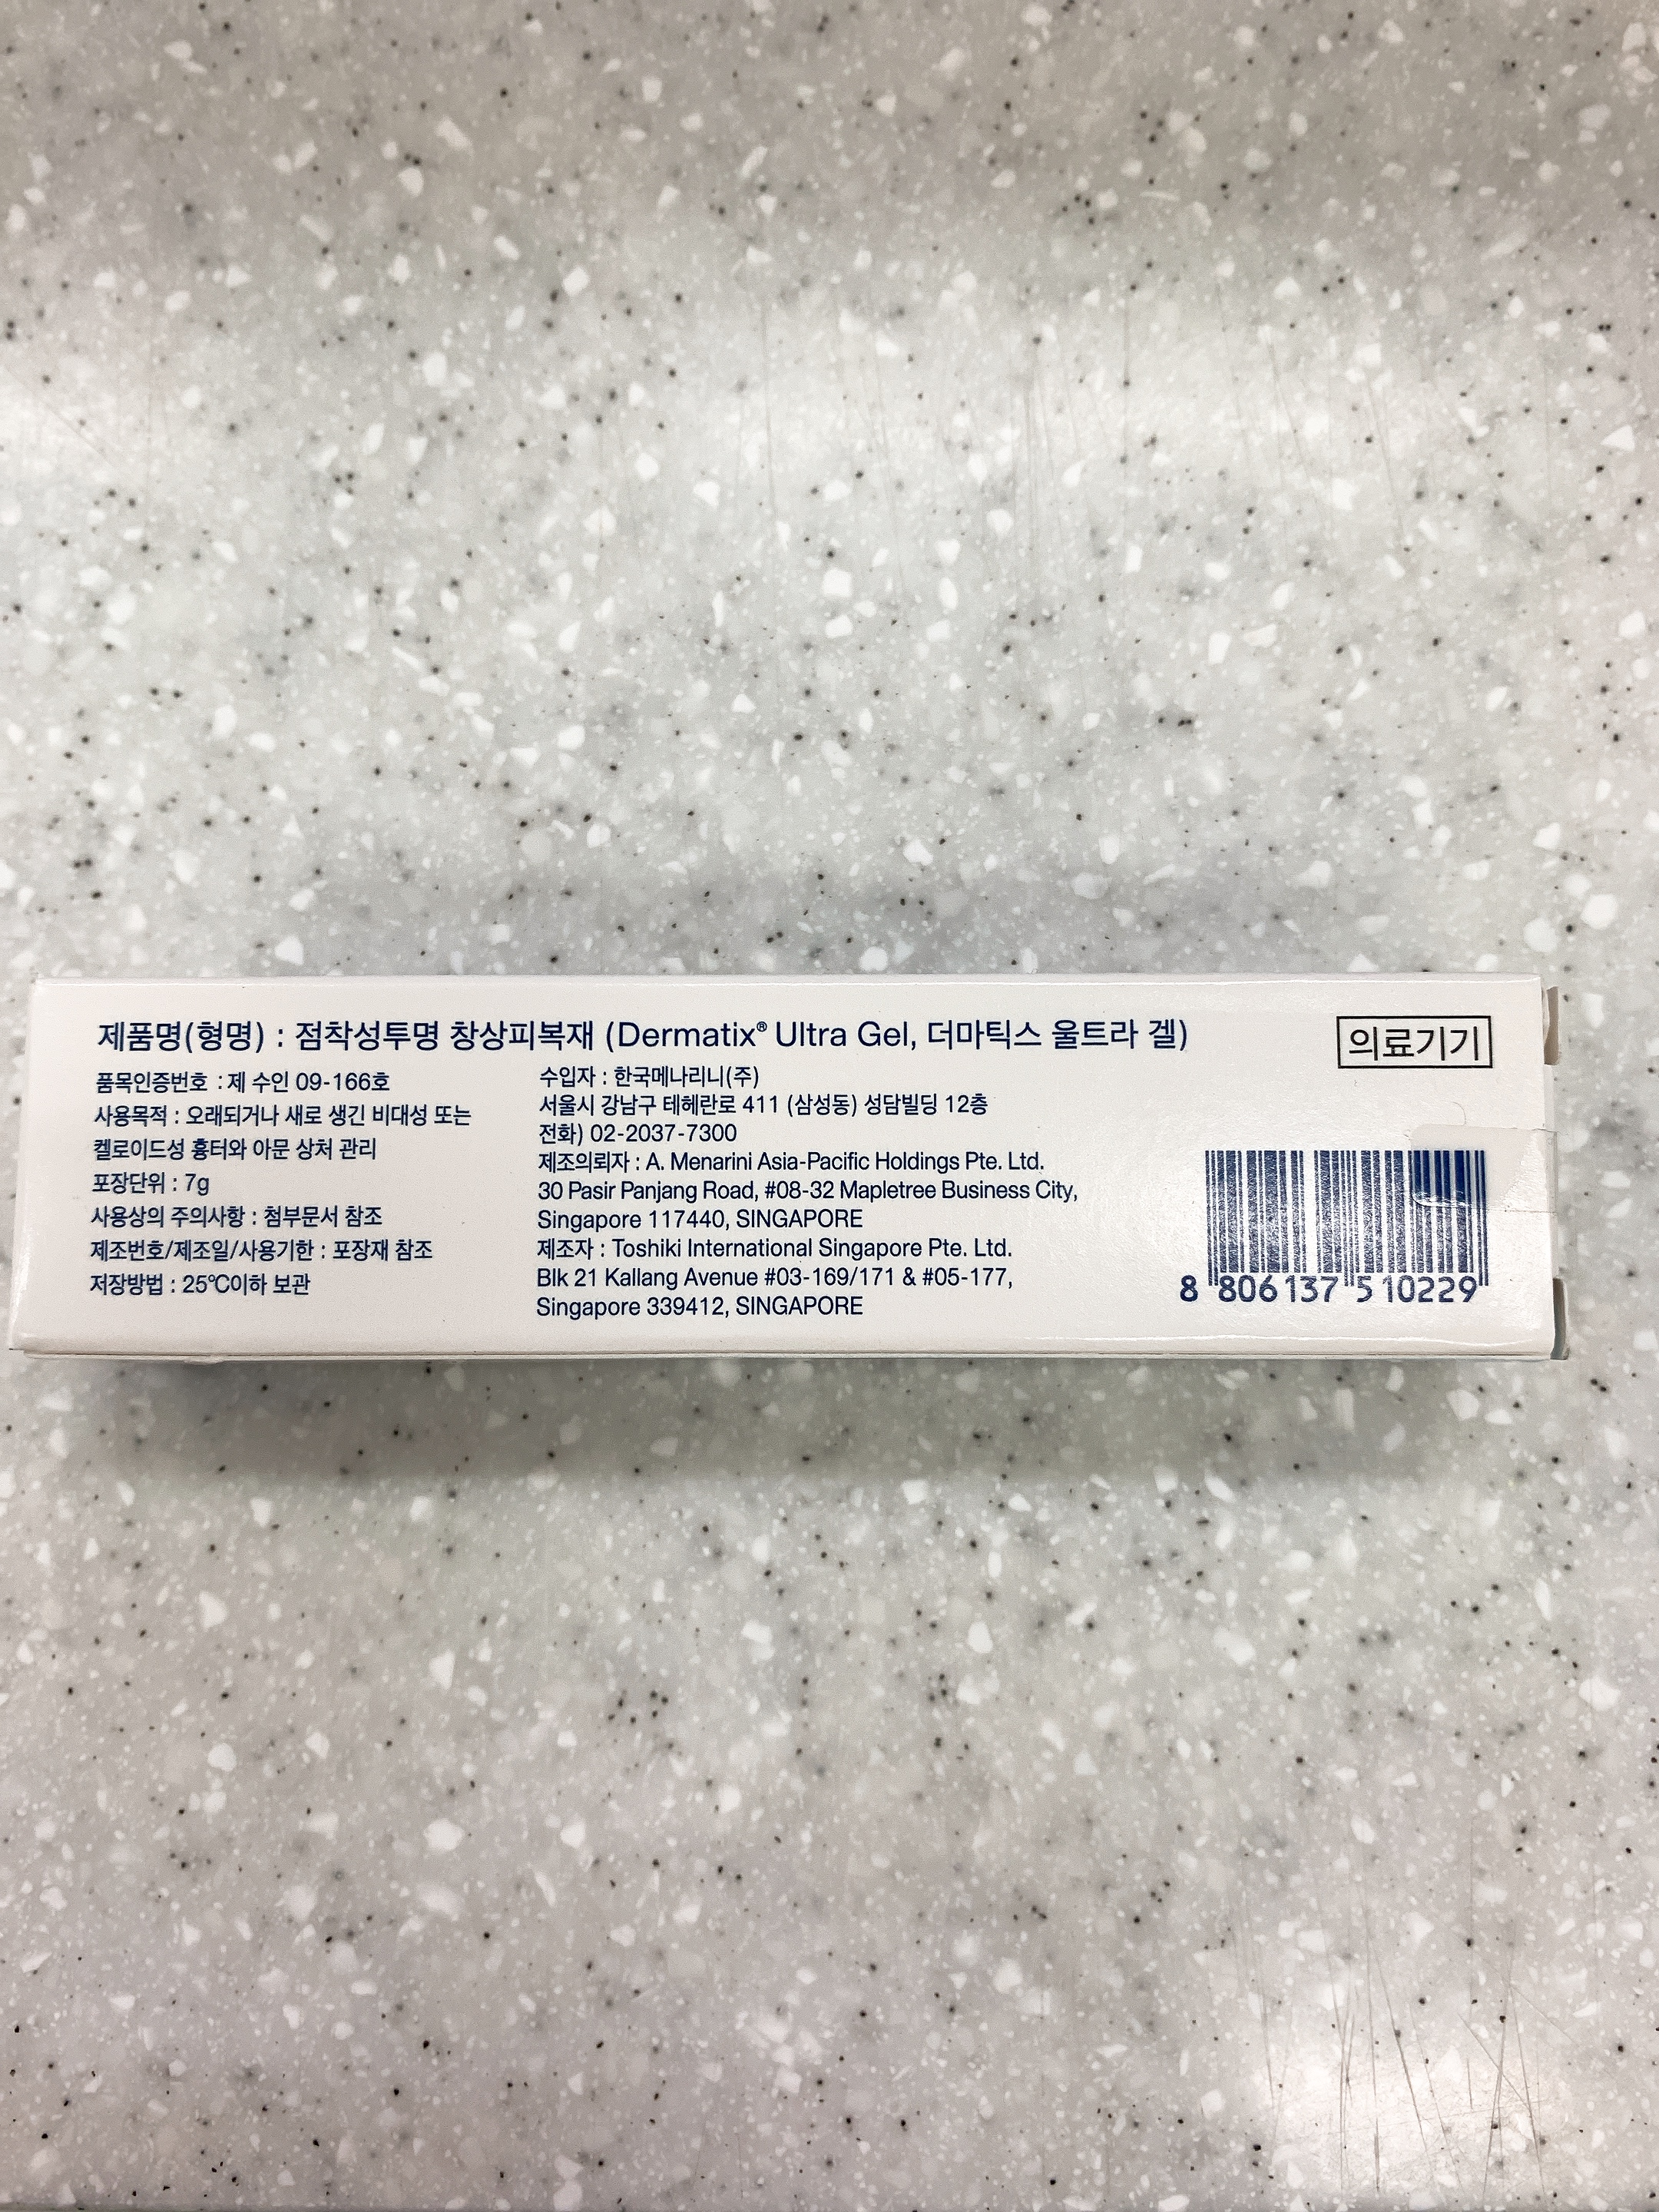 제품명(형명) : 점착성투명 창상피복재 (Dermatix® Ultra Gel, 더마틱스 울트라 겔)
의료기기
품목인증번호 : 제 수인 09-166호
사용목적 : 오래되거나 새로 생긴 비대성 또는
켈로이드성 흉터와 아문 상처 관리
포장단위 : 7g
사용상의 주의사항 : 첨부문서 참조
제조번호/제조일/사용기한 : 포장재 참조
저장방법 : 25℃이하 보관
수입자 : 한국메나리니(주)
서울시 강남구 테헤란로 411 (삼성동) 성담빌딩 12층
전화) 02-2037-7300
제조의뢰자 : A. Menarini Asia-Pacific Holdings Pte. Ltd.
30 Pasir Panjang Road, #08-32 Mapletree Business City,
Singapore 117440, SINGAPORE
제조자 : Toshiki International Singapore Pte. Ltd.
Blk 21 Kallang Avenue #03-169/171 & #05-177,
Singapore 339412, SINGAPORE
8 806137 510229